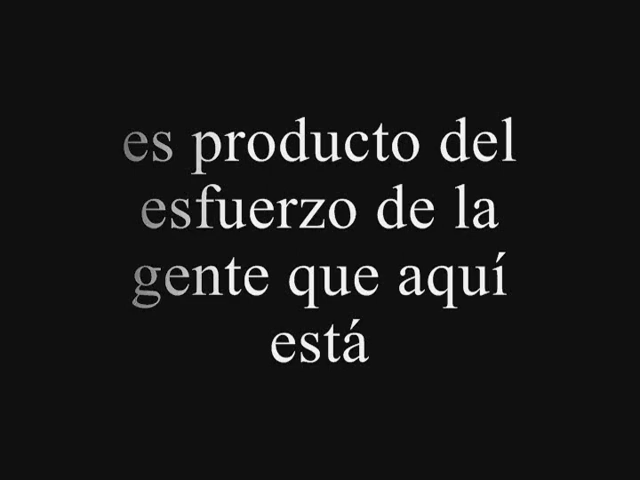 es producto del
esfuerzo de la
gente que aquí
está